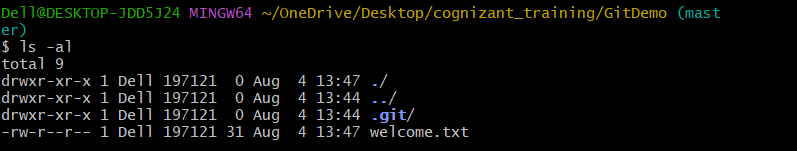 Dell@DESKTOP-JDD5J24 MINGW64 ~/OneDrive/Desktop/cognizant_training/GitDemo (mast
er)
$ ls -al
total 9
drwxr-xr-x 1 Dell 197121  0 Aug  4 13:47 ./
drwxr-xr-x 1 Dell 197121  0 Aug  4 13:44 ../
drwxr-xr-x 1 Dell 197121  0 Aug  4 13:44 .git/
-rw-r--r-- 1 Dell 197121 31 Aug  4 13:47 welcome.txt